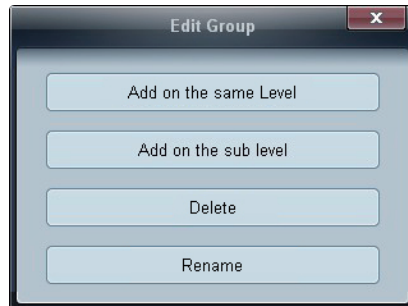 Edit Group
X
Add on the same Level
Add on the sub level
Delete
Rename